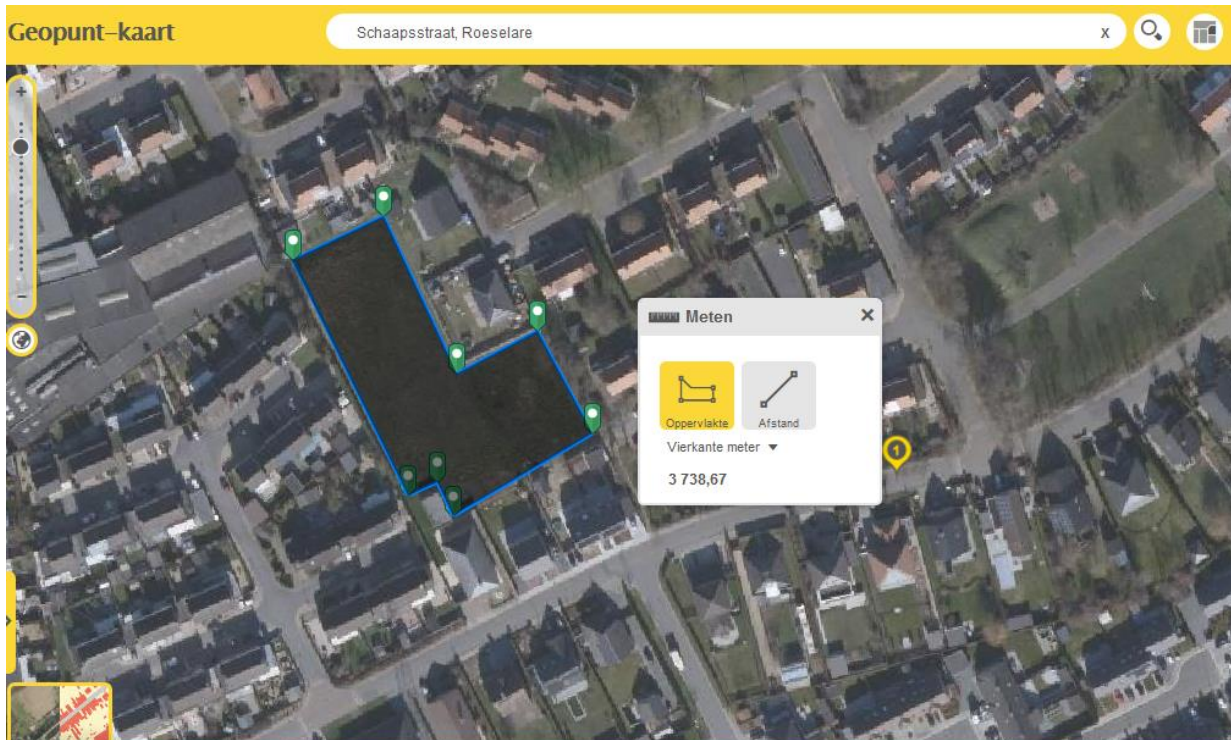 Geopunt-kaart
Schaapsstraat, Roeselare
x
+
Meten
×
Oppervlakte
Afstand
Vierkante meter
1
3 738,67